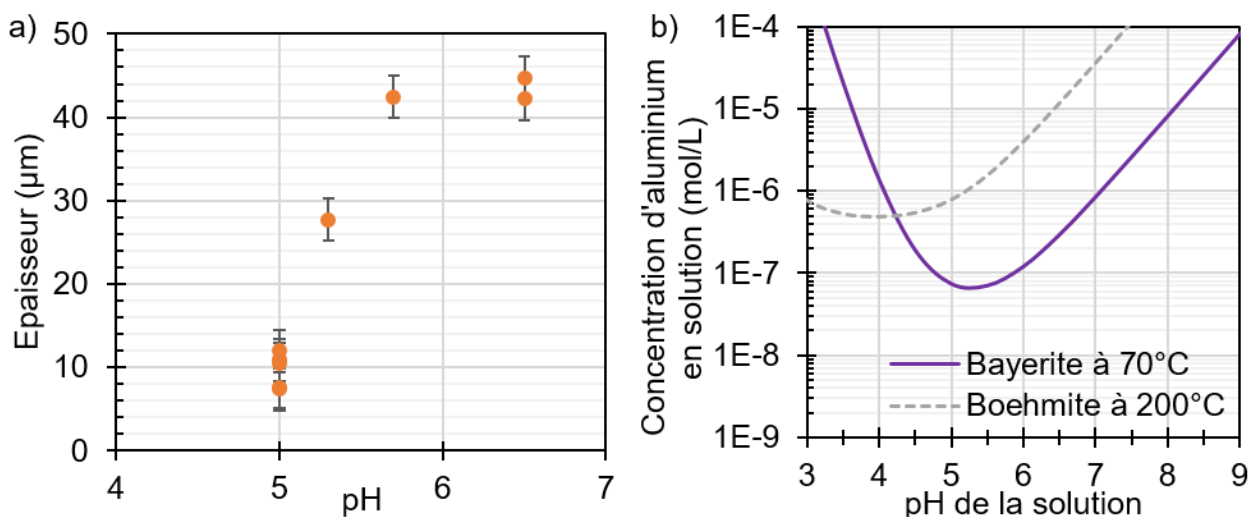 a)
Epaisseur (µm)
50
40
30
20
10
0
4
5
6
7
pH
b)
Concentration d'aluminium
en solution (mol/L)
1E-4
1E-5
1E-6
1E-7
1E-8
1E-9
Bayerite à 70°C
Boehmite à 200°C
3
4
5
6
7
8
9
pH de la solution